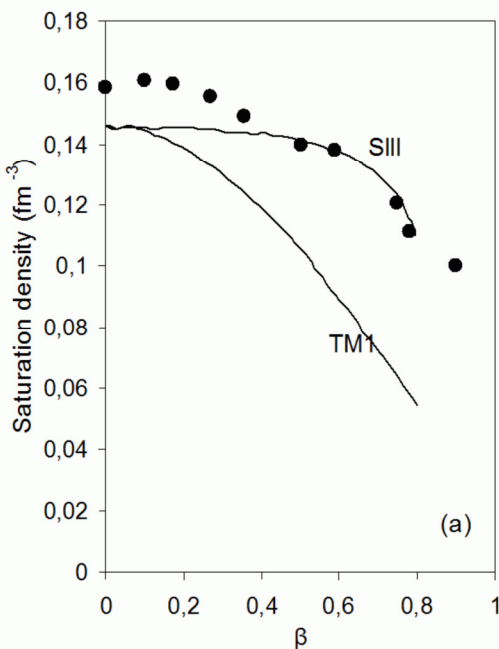 Saturation density (fm⁻³)
0,18
0,16
0,14
0,12
0,1
0,08
0,06
0,04
0,02
0
SIII
TM1
(a)
0 0,2 0,4 0,6 0,8 1
β